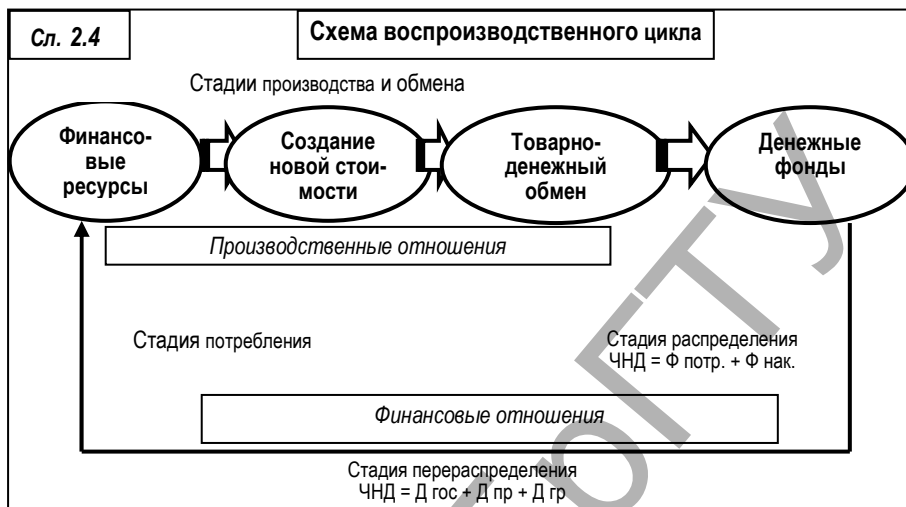 Сл. 2.4
Схема воспроизводственного цикла
Стадии производства и обмена
Финансо-
вые
ресурсы
Создание
новой стои-
мости
Товарно-
денежный
обмен
Денежные
фонды
Производственные отношения
Стадия потребления
Стадия распределения
ЧНД = Ф потр. + Ф нак.
Финансовые отношения
Стадия перераспределения
ЧНД = Д гос + Д пр + Д гр
рГТУ